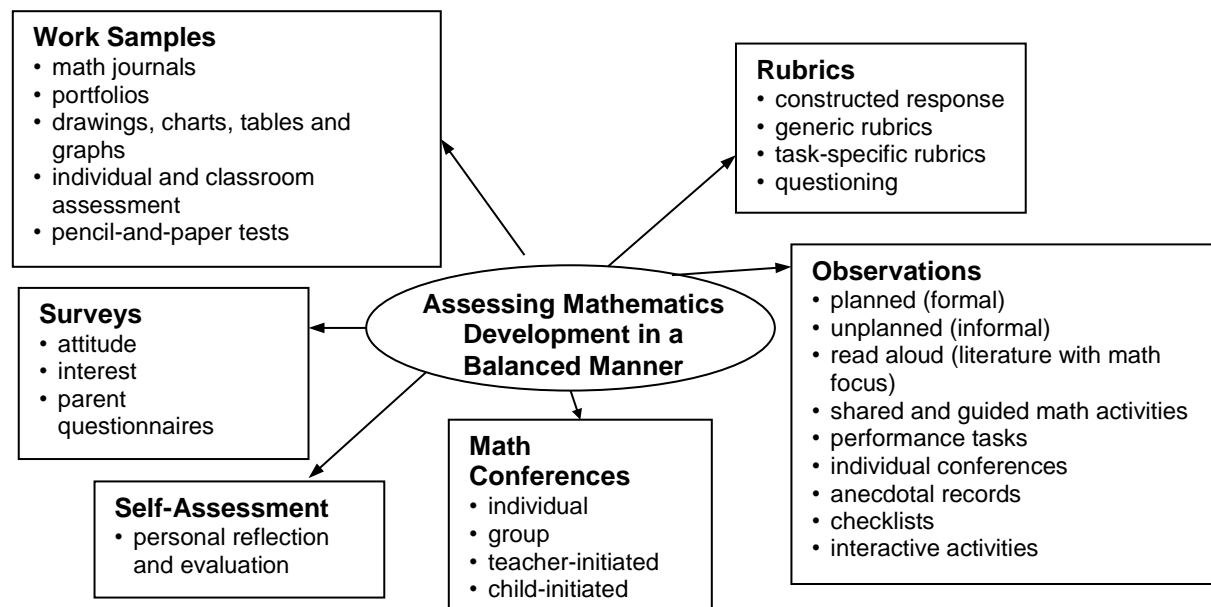 Work Samples
• math journals
• portfolios
• drawings, charts, tables and
graphs
• individual and classroom
assessment
• pencil-and-paper tests
Rubrics
• constructed response
• generic rubrics
• task-specific rubrics
• questioning
Assessing Mathematics
Development in a
Balanced Manner
Observations
• planned (formal)
• unplanned (informal)
• read aloud (literature with math
focus)
• shared and guided math activities
• performance tasks
• individual conferences
• anecdotal records
• checklists
• interactive activities
Surveys
• attitude
• interest
• parent
questionnaires
Self-Assessment
• personal reflection
and evaluation
Math
Conferences
• individual
• group
• teacher-initiated
• child-initiated